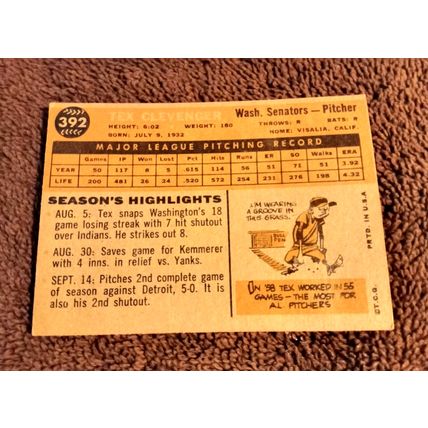 392
TEX CLEVENGER
Wash. Senators — Pitcher
HEIGHT: 6:02 WEIGHT: 180 THROWS: R BATS: R
BORN: JULY 9, 1932 HOME: VISALIA, CALIF.
MAJOR LEAGUE PITCHING RECORD
Games IP Won Lost Pct. Hits Runs ER SO Walks ERA
YEAR 50 117 8 5 .615 114 56 51 71 51 3.92
LIFE 200 481 26 24 .520 511 254 231 276 198 4.32
SEASON'S HIGHLIGHTS
AUG. 5: Tex snaps Washington's 18
game losing streak with 7 hit shutout
over Indians. He strikes out 8.
AUG. 30: Saves game for Kemmerer
with 4 inns. in relief vs. Yanks.
SEPT. 14: Pitches 2nd complete game
of season against Detroit, 5-0. It is
also his 2nd shutout.
I'M WEARING
A GROOVE IN
THIS GRASS.
PEN
IN '58 TEX WORKED IN 55
GAMES — THE MOST FOR
AL PITCHERS
©T.C.G. PRTD. IN U.S.A.